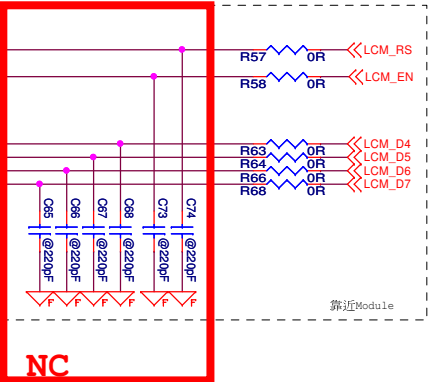 R57 0R LCM_RS
R58 0R LCM_EN
R63 0R LCM_D4
R64 0R LCM_D5
R66 0R LCM_D6
R68 0R LCM_D7
C65 @220pF F
C66 @220pF F
C67 @220pF F
C68 @220pF F
C73 @220pF F
C74 @220pF F
靠近Module
NC